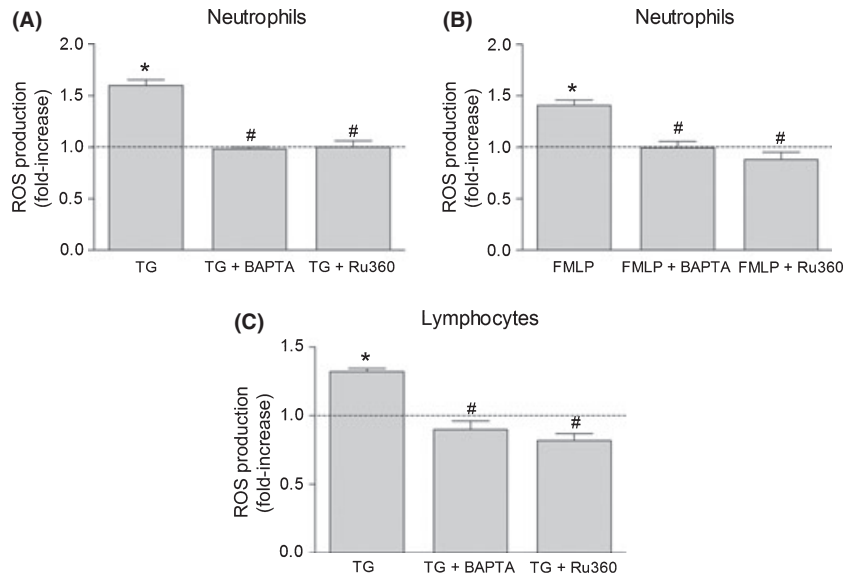 (A)
Neutrophils
ROS production
(fold-increase)
2.0
1.5
1.0
0.5
0.0
*
#
#
TG
TG + BAPTA
TG + Ru360
(B)
Neutrophils
ROS production
(fold-increase)
2.0
1.5
1.0
0.5
0.0
*
#
#
FMLP
FMLP + BAPTA
FMLP + Ru360
(C)
Lymphocytes
ROS production
(fold-increase)
1.5
1.0
0.5
0.0
*
#
#
TG
TG + BAPTA
TG + Ru360